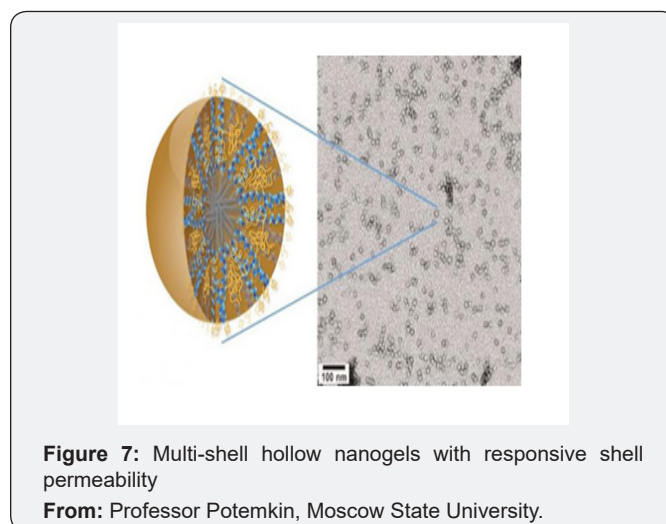 100 nm
Figure 7: Multi-shell hollow nanogels with responsive shell
permeability
From: Professor Potemkin, Moscow State University.